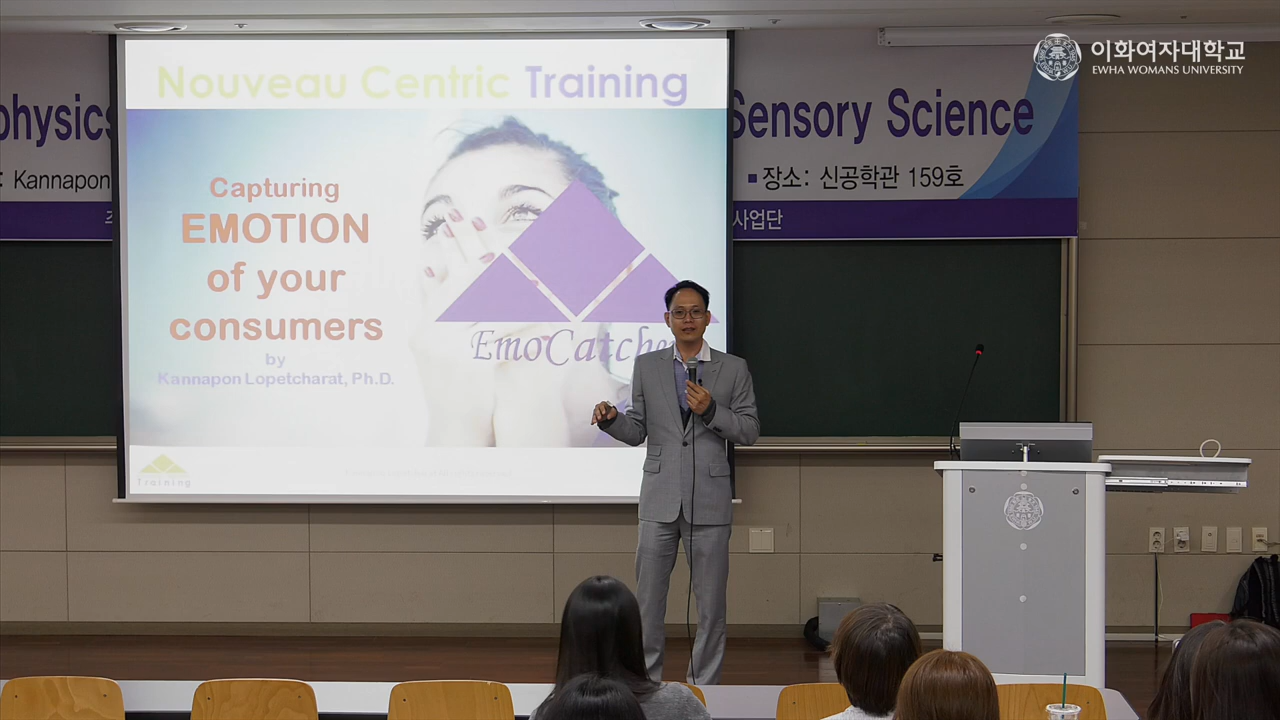 이화여자대학교
EWHA WOMANS UNIVERSITY
Nouveau Centric Training
physics
Sensory Science
: Kannapon
■장소: 신공학관 159호
사업단
Capturing
EMOTION
of your
consumers
by
Kannapon Lopetcharat, Ph.D.
EmoCatche
Training